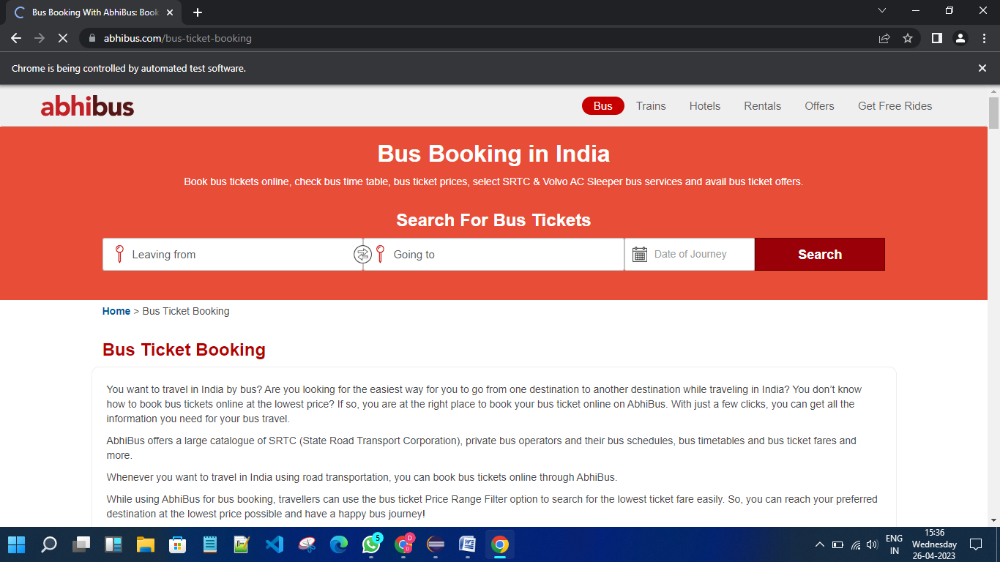 Bus Booking With AbhiBus: Book
abhibus.com/bus-ticket-booking
Chrome is being controlled by automated test software.
abhibus
Bus
Trains
Hotels
Rentals
Offers
Get Free Rides
Bus Booking in India
Book bus tickets online, check bus time table, bus ticket prices, select SRTC & Volvo AC Sleeper bus services and avail bus ticket offers.
Search For Bus Tickets
Leaving from
Going to
Date of Journey
Search
Home > Bus Ticket Booking
Bus Ticket Booking
You want to travel in India by bus? Are you looking for the easiest way for you to go from one destination to another destination while traveling in India? You don’t know
how to book bus tickets online at the lowest price? If so, you are at the right place to book your bus ticket online on AbhiBus. With just a few clicks, you can get all the
information you need for your bus travel.
AbhiBus offers a large catalogue of SRTC (State Road Transport Corporation), private bus operators and their bus schedules, bus timetables and bus ticket fares and
more.
Whenever you want to travel in India using road transportation, you can book bus tickets online through AbhiBus.
While using AbhiBus for bus booking, travellers can use the bus ticket Price Range Filter option to search for the lowest ticket fare easily. So, you can reach your preferred
destination at the lowest price possible and have a happy bus journey!
5
D
ENG
IN
15:36
Wednesday
26-04-2023